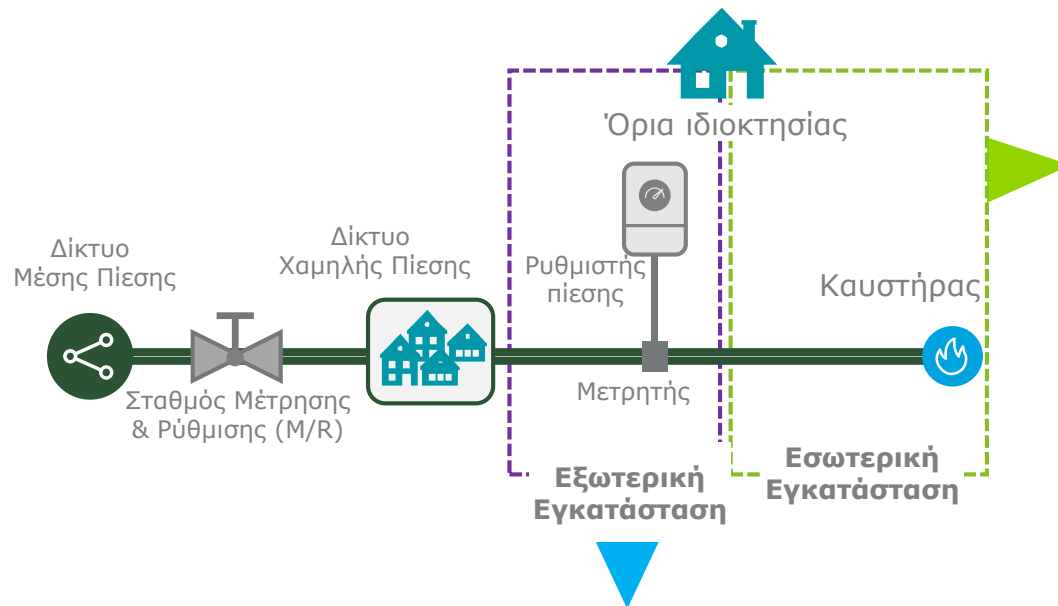 Όρια ιδιοκτησίας
Δίκτυο
Μέσης Πίεσης
Δίκτυο
Χαμηλής Πίεσης
Ρυθμιστής
πίεσης
Καυστήρας
Σταθμός Μέτρησης
& Ρύθμισης (M/R)
Μετρητής
Εξωτερική
Εγκατάσταση
Εσωτερική
Εγκατάσταση